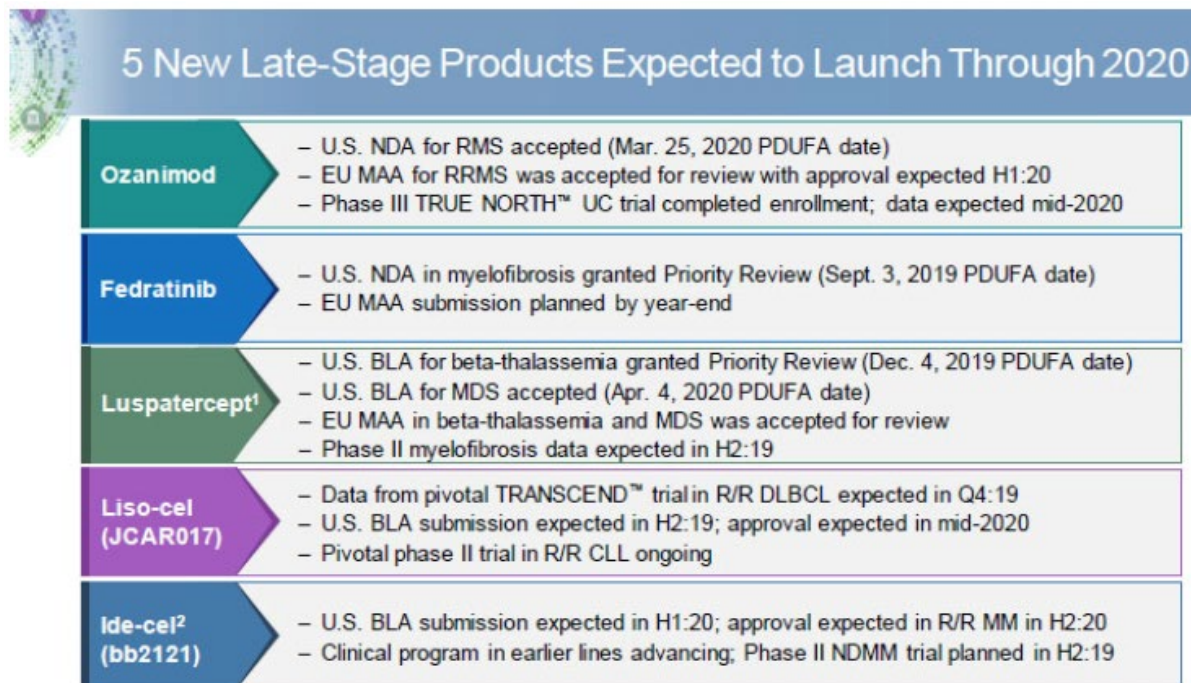 5 New Late-Stage Products Expected to Launch Through 2020
Ozanimod
– U.S. NDA for RMS accepted (Mar. 25, 2020 PDUFA date)
– EU MAA for RRMS was accepted for review with approval expected H1:20
– Phase III TRUE NORTH™ UC trial completed enrollment; data expected mid-2020
Fedratinib
– U.S. NDA in myelofibrosis granted Priority Review (Sept. 3, 2019 PDUFA date)
– EU MAA submission planned by year-end
Luspatercept¹
– U.S. BLA for beta-thalassemia granted Priority Review (Dec. 4, 2019 PDUFA date)
– U.S. BLA for MDS accepted (Apr. 4, 2020 PDUFA date)
– EU MAA in beta-thalassemia and MDS was accepted for review
– Phase II myelofibrosis data expected in H2:19
Liso-cel
(JCAR017)
– Data from pivotal TRANSCEND™ trial in R/R DLBCL expected in Q4:19
– U.S. BLA submission expected in H2:19; approval expected in mid-2020
– Pivotal phase II trial in R/R CLL ongoing
Ide-cel²
(bb2121)
– U.S. BLA submission expected in H1:20; approval expected in R/R MM in H2:20
– Clinical program in earlier lines advancing; Phase II NDMM trial planned in H2:19